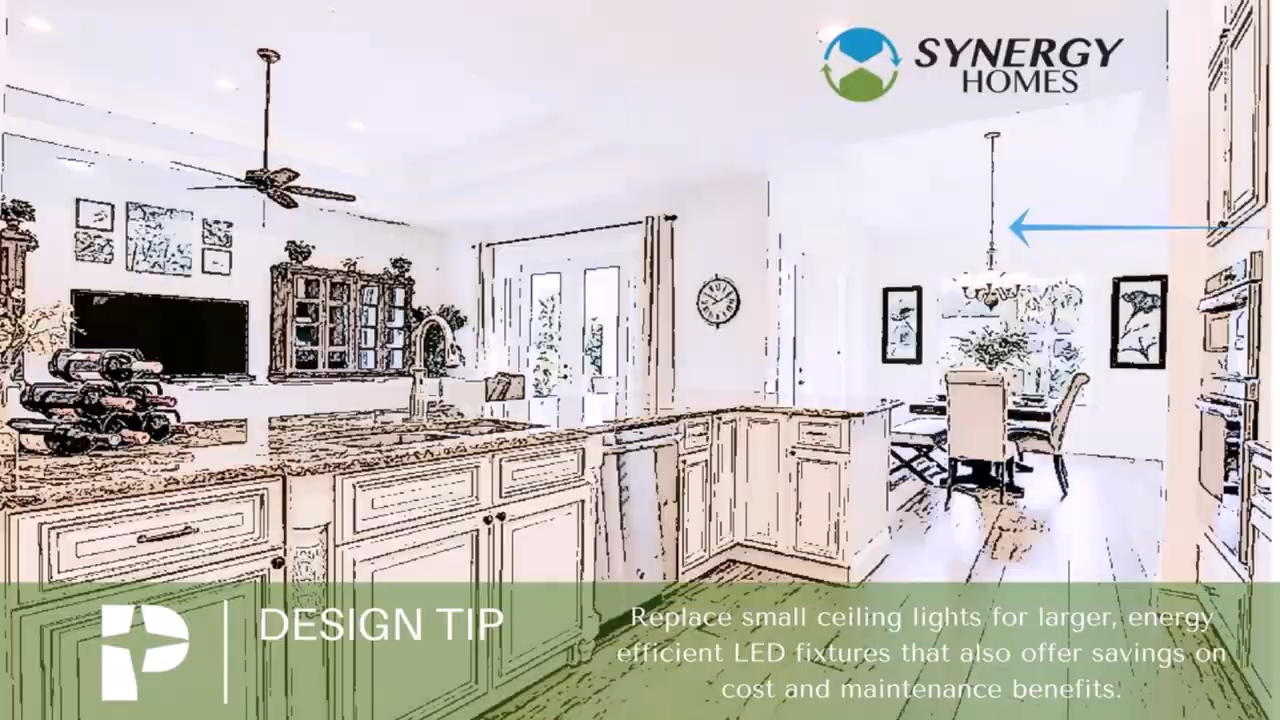 SYNERGY
HOMES
P
DESIGN TIP
Replace small ceiling lights for larger, energy
efficient LED fixtures that also offer savings on
cost and maintenance benefits.